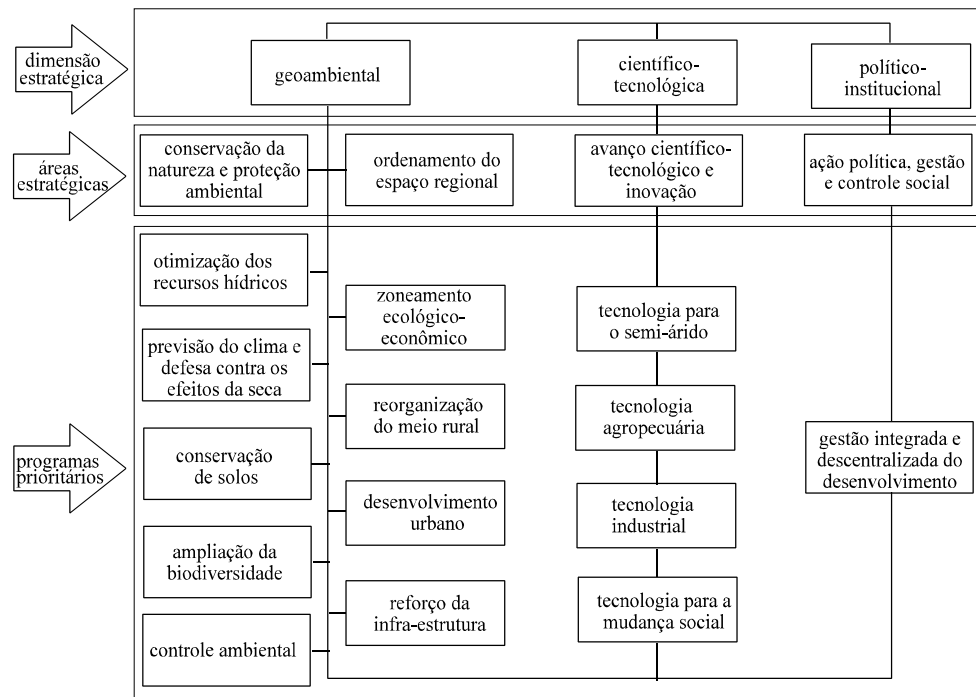 dimensão
estratégica
geoambiental
científico-
tecnológica
político-
institucional
áreas
estratégicas
conservação da
natureza e proteção
ambiental
ordenamento do
espaço regional
avanço científico-
tecnológico e
inovação
ação política, gestão
e controle social
programas
prioritários
otimização dos
recursos hídricos
previsão do clima e
defesa contra os
efeitos da seca
conservação
de solos
ampliação da
biodiversidade
controle ambiental
zoneamento
ecológico-
econômico
reorganização
do meio rural
desenvolvimento
urbano
reforço da
infra-estrutura
tecnologia para
o semi-árido
tecnologia
agropecuária
tecnologia
industrial
tecnologia para a
mudança social
gestão integrada e
descentralizada do
desenvolvimento